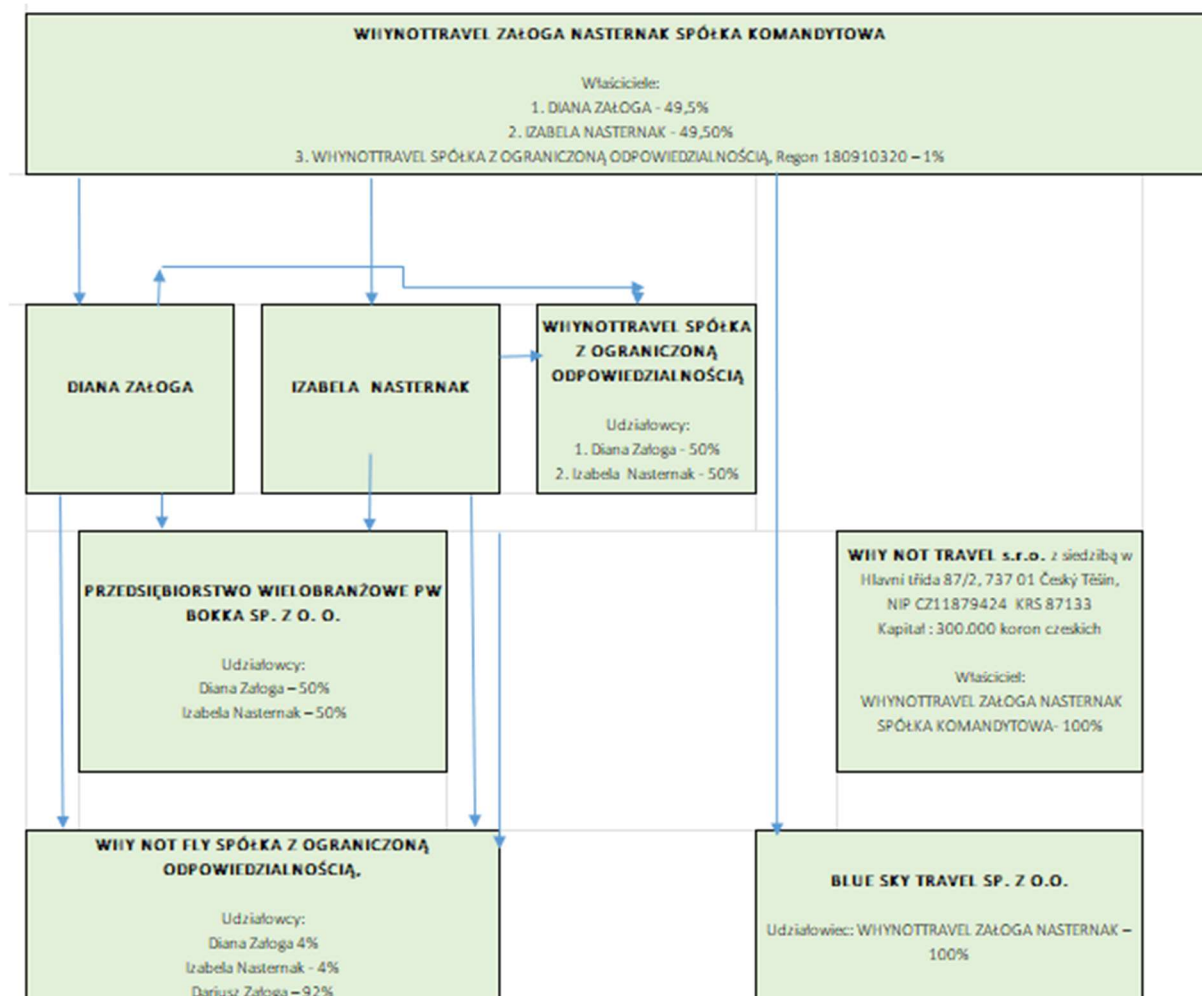 WHYNOTTRAVEL ZAŁOGA NASTERNAK SPÓŁKA KOMANDYTOWA
Właściciele:
1. DIANA ZAŁOGA - 49,5%
2. IZABELA NASTERNAK - 49,50%
3. WHYNOTTRAVEL SPÓŁKA Z OGRANICZONĄ ODPOWIEDZIALNOŚCIĄ, Regon 180910320 – 1%
DIANA ZAŁOGA
IZABELA NASTERNAK
WHYNOTTRAVEL SPÓŁKA
Z OGRANICZONĄ
ODPOWIEDZIALNOŚCIĄ
Udziałowcy:
1. Diana Załoga - 50%
2. Izabela Nasternak - 50%
PRZEDSIĘBIORSTWO WIELOBRANŻOWE PW
BOKKA SP. Z O. O.
Udziałowcy:
Diana Załoga – 50%
Izabela Nasternak – 50%
WHY NOT TRAVEL s.r.o. z siedzibą w
Hlavní třída 87/2, 737 01 Český Těšín,
NIP CZ11879424 KRS 87133
Kapitał : 300.000 koron czeskich
Właściciel:
WHYNOTTRAVEL ZAŁOGA NASTERNAK
SPÓŁKA KOMANDYTOWA- 100%
WHY NOT FLY SPÓŁKA Z OGRANICZONĄ
ODPOWIEDZIALNOŚCIĄ,
Udziałowcy:
Diana Załoga 4%
Izabela Nasternak - 4%
Dariusz Załoga – 92%
BLUE SKY TRAVEL SP. Z O.O.
Udziałowiec: WHYNOTTRAVEL ZAŁOGA NASTERNAK –
100%